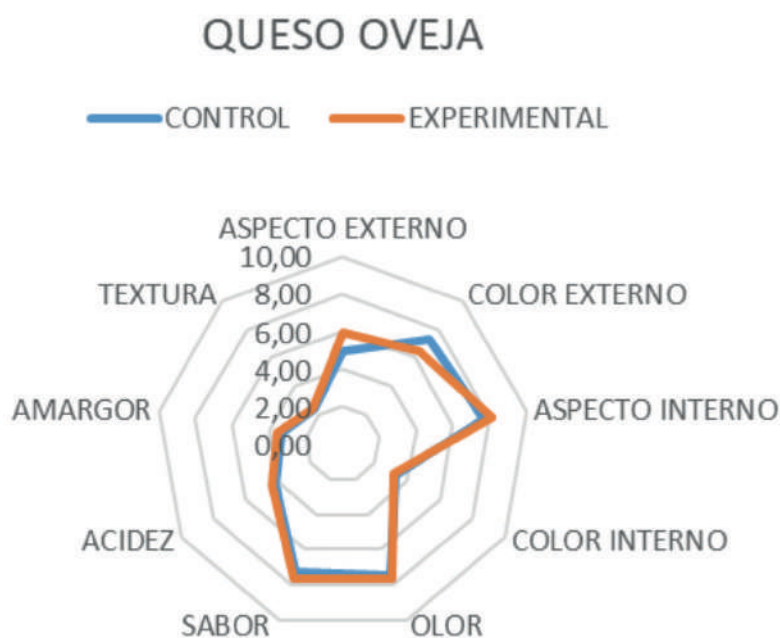 QUESO OVEJA
CONTROL EXPERIMENTAL
ASPECTO EXTERNO
10,00
8,00
6,00
4,00
2,00
0,00
COLOR EXTERNO
ASPECTO INTERNO
COLOR INTERNO
OLOR
SABOR
ACIDEZ
AMARGOR
TEXTURA